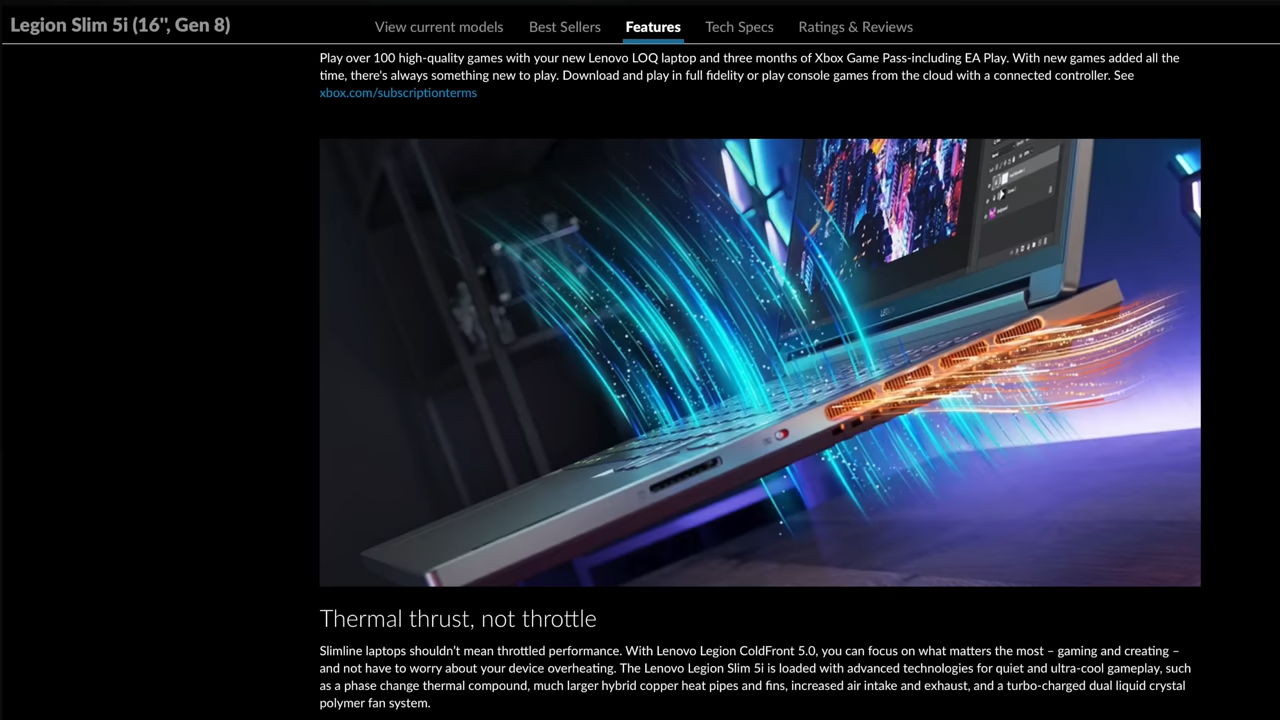 Legion Slim 5i (16", Gen 8)
View current models Best Sellers Features Tech Specs Ratings & Reviews
Play over 100 high-quality games with your new Lenovo LOQ laptop and three months of Xbox Game Pass-including EA Play. With new games added all the
time, there's always something new to play. Download and play in full fidelity or play console games from the cloud with a connected controller. See
xbox.com/subscriptionterms
Thermal thrust, not throttle
Slimline laptops shouldn't mean throttled performance. With Lenovo Legion ColdFront 5.0, you can focus on what matters the most – gaming and creating –
and not have to worry about your device overheating. The Lenovo Legion Slim 5i is loaded with advanced technologies for quiet and ultra-cool gameplay, such
as a phase change thermal compound, much larger hybrid copper heat pipes and fins, increased air intake and exhaust, and a turbo-charged dual liquid crystal
polymer fan system.